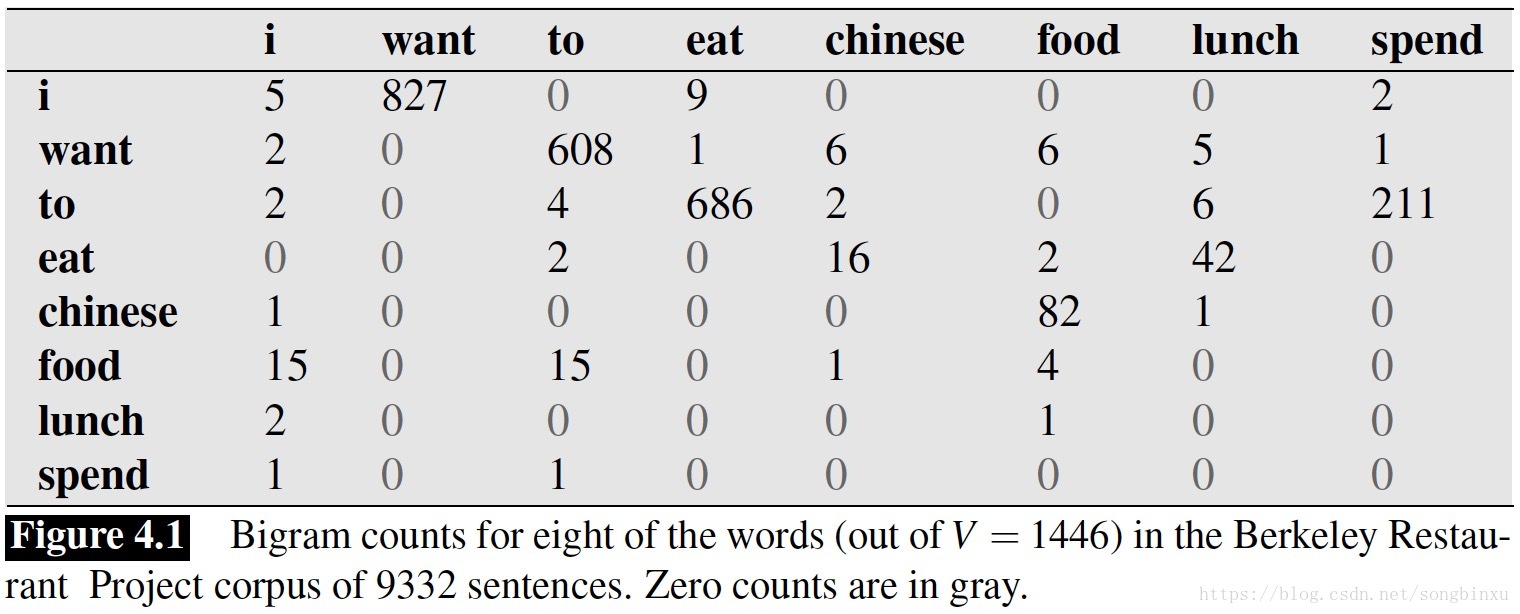 i want to eat chinese food lunch spend
i 5 827 0 9 0 0 0 2
want 2 0 608 1 6 6 5 1
to 2 0 4 686 2 0 6 211
eat 0 0 2 0 16 2 42 0
chinese 1 0 0 0 0 82 1 0
food 15 0 15 0 1 4 0 0
lunch 2 0 0 0 0 1 0 0
spend 1 0 1 0 0 0 0 0
Figure 4.1 Bigram counts for eight of the words (out of V = 1446) in the Berkeley Restau-
rant Project corpus of 9332 sentences. Zero counts are in gray.
https://blog.csdn.net/songbinxu